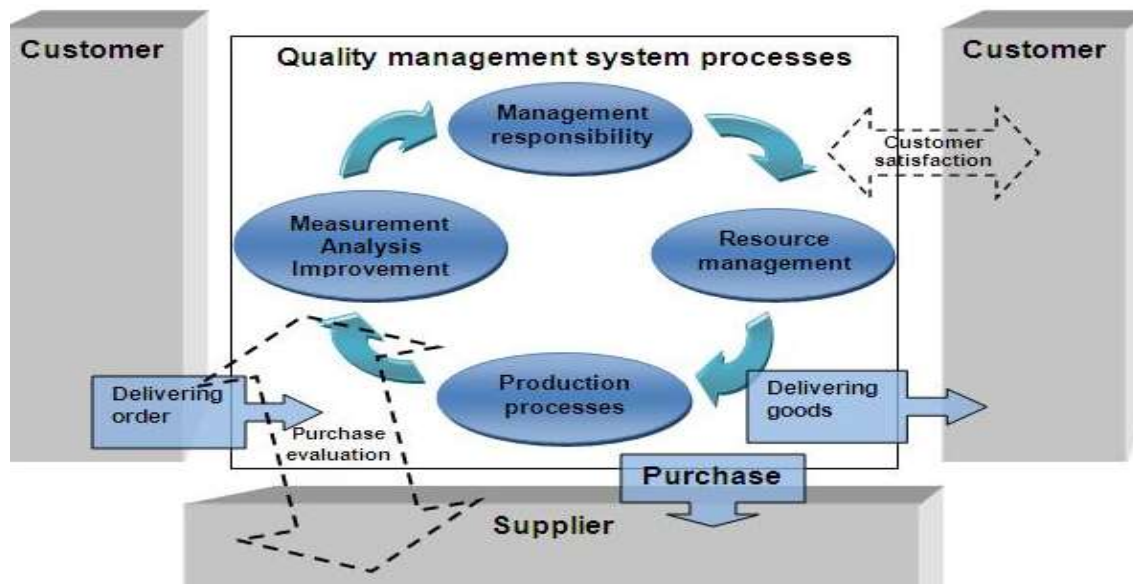 Customer
Customer
Quality management system processes
Management
responsibility
Customer
satisfaction
Measurement
Analysis
Improvement
Resource
management
Delivering
order
Production
processes
Delivering
goods
Purchase
evaluation
Purchase
Supplier